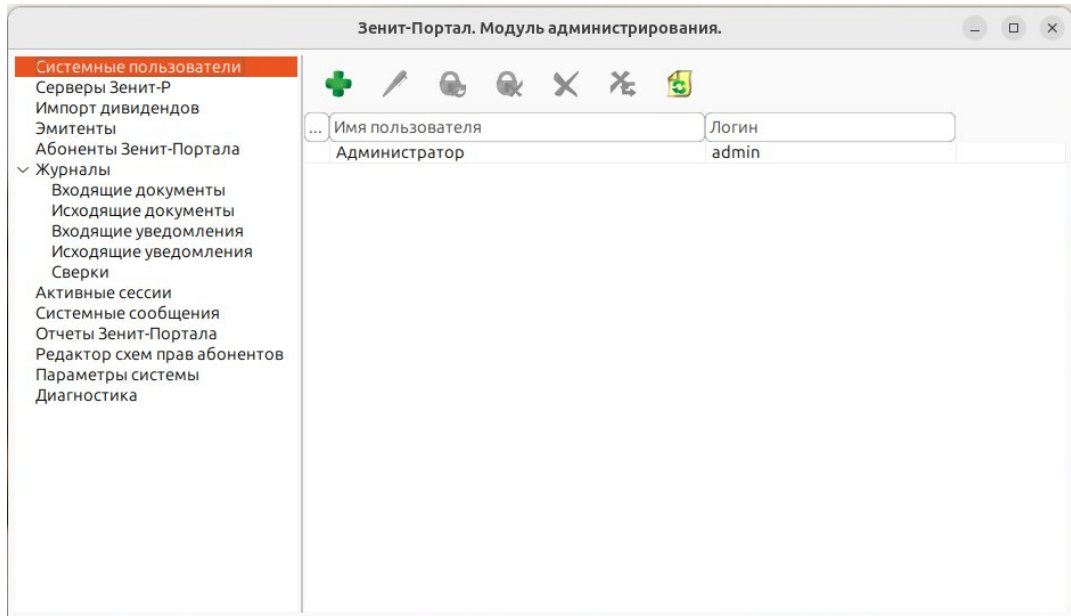 Зенит-Портал. Модуль администрирования.
Системные пользователи
Серверы Зенит-Р
Импорт дивидендов
Эмитенты
Абоненты Зенит-Портала
Журналы
Входящие документы
Исходящие документы
Входящие уведомления
Исходящие уведомления
Сверки
Активные сессии
Системные сообщения
Отчеты Зенит-Портала
Редактор схем прав абонентов
Параметры системы
Диагностика
... Имя пользователя Логин
Администратор admin